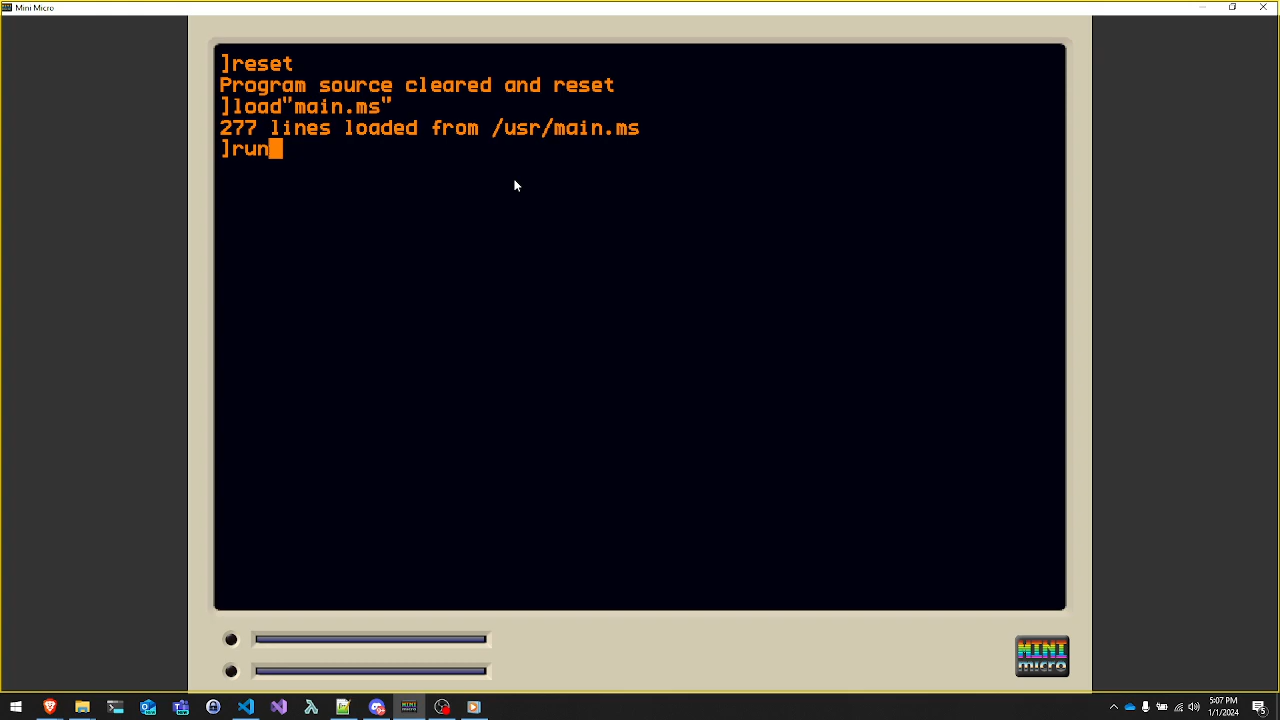 Mini Micro
]reset
Program source cleared and reset
]load"main.ms"
277 lines loaded from /usr/main.ms
]run
MINI
micro
5:07 PM
1/1/2024